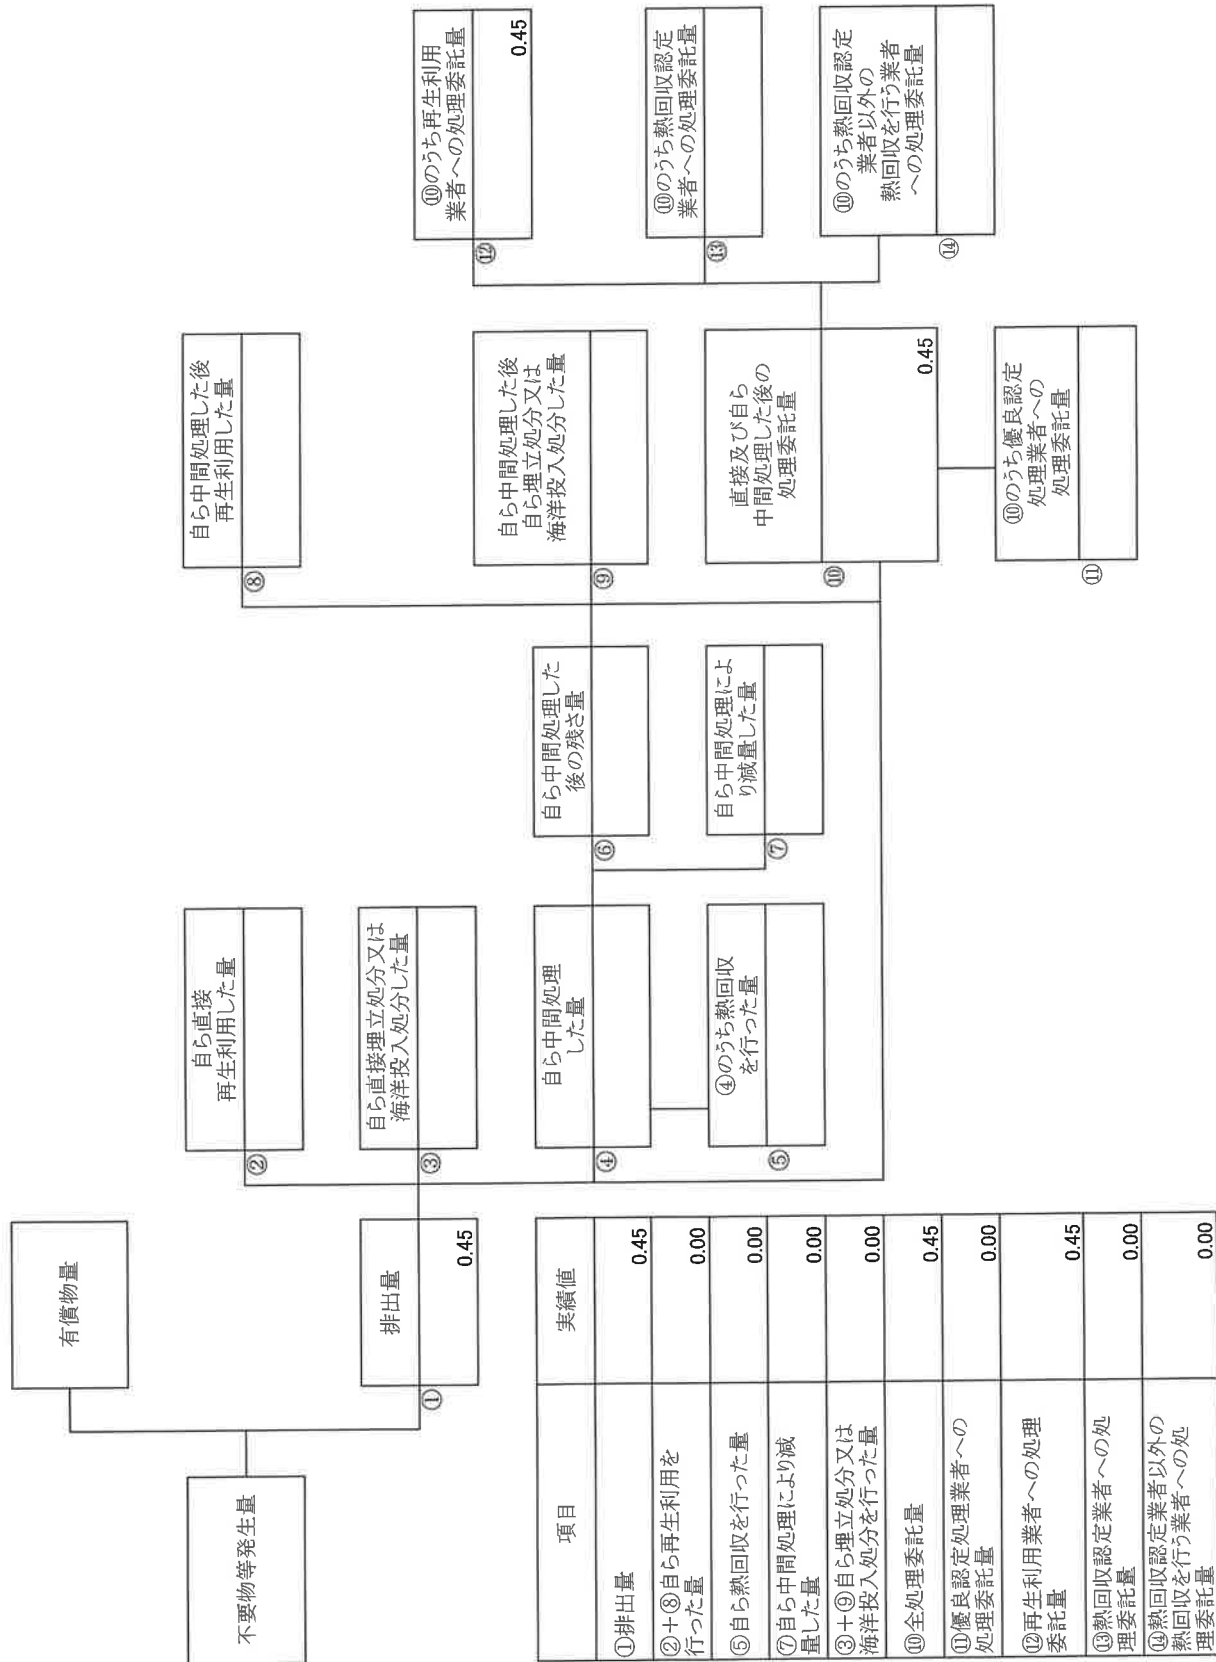 不要物等発生量
有償物量
排出量
①
0.45
自ら直接
再生利用した量
②
自ら直接埋立処分又は
海洋投入処分した量
③
自ら中間処理
した量
④
④のうち熱回収
を行った量
⑤
自ら中間処理した
後の残さ量
⑥
自ら中間処理によ
り減量した量
⑦
自ら中間処理した後
再生利用した量
⑧
自ら中間処理した後
自ら埋立処分又は
海洋投入処分した量
⑨
直接及び自ら
中間処理した後の
処理委託量
⑩
0.45
⑩のうち優良認定
処理業者への
処理委託量
⑪
⑩のうち再生利用
業者への処理委託量
⑫
0.45
⑩のうち熱回収認定
業者への処理委託量
⑬
⑩のうち熱回収認定
業者以外の
熱回収を行う業者
への処理委託量
⑭
項目 実績値
①排出量 0.45
②+⑧自ら再生利用を
行った量 0.00
⑤自ら熱回収を行った量 0.00
⑦自ら中間処理により減
量した量 0.00
③+⑨自ら埋立処分又は
海洋投入処分を行った量 0.00
⑩全処理委託量 0.45
⑪優良認定処理業者への
処理委託量 0.00
⑫再生利用業者への処理
委託量 0.45
⑬熱回収認定業者への処
理委託量 0.00
⑭熱回収認定業者以外の
熱回収を行う業者への処
理委託量 0.00